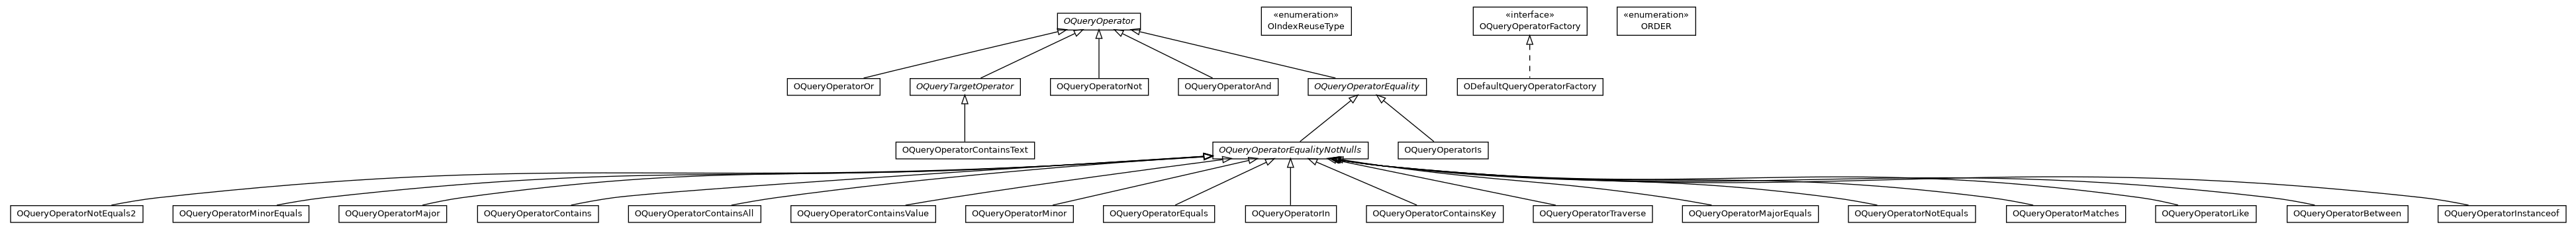 OQueryOperator
«enumeration»
OIndexReuseType
«interface»
OQueryOperatorFactory
«enumeration»
ORDER
OQueryOperatorOr
OQueryTargetOperator
OQueryOperatorNot
OQueryOperatorAnd
OQueryOperatorEquality
ODefaultQueryOperatorFactory
OQueryOperatorContainsText
OQueryOperatorEqualityNotNulls
OQueryOperatorIs
OQueryOperatorNotEquals2
OQueryOperatorMinorEquals
OQueryOperatorMajor
OQueryOperatorContains
OQueryOperatorContainsAll
OQueryOperatorContainsValue
OQueryOperatorMinor
OQueryOperatorEquals
OQueryOperatorIn
OQueryOperatorContainsKey
OQueryOperatorTraverse
OQueryOperatorMajorEquals
OQueryOperatorNotEquals
OQueryOperatorMatches
OQueryOperatorLike
OQueryOperatorBetween
OQueryOperatorInstanceof